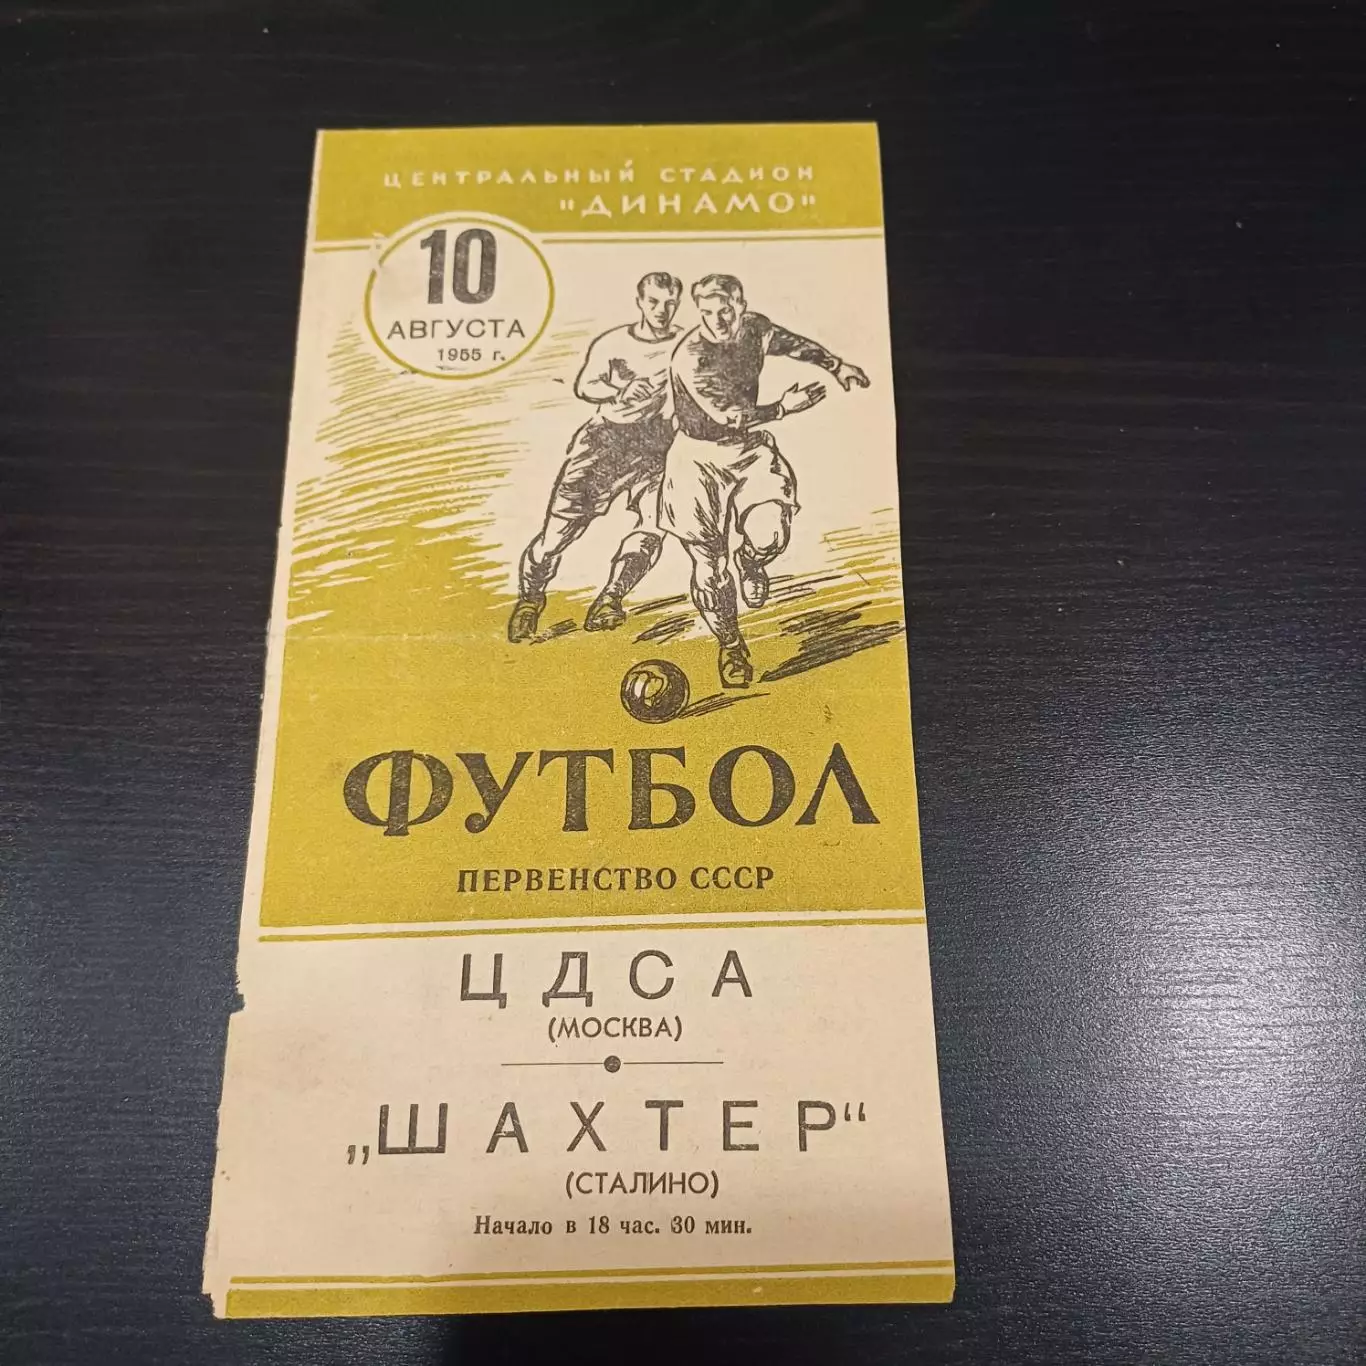 ЦЕНТРАЛЬНЫЙ СТАДИОН
"ДИНАМО"
10
АВГУСТА
1955 г.
ФУТБОЛ
ПЕРВЕНСТВО СССР
ЦДСА
(МОСКВА)
„ШАХТЕР“
(СТАЛИНО)
Начало в 18 час. 30 мин.